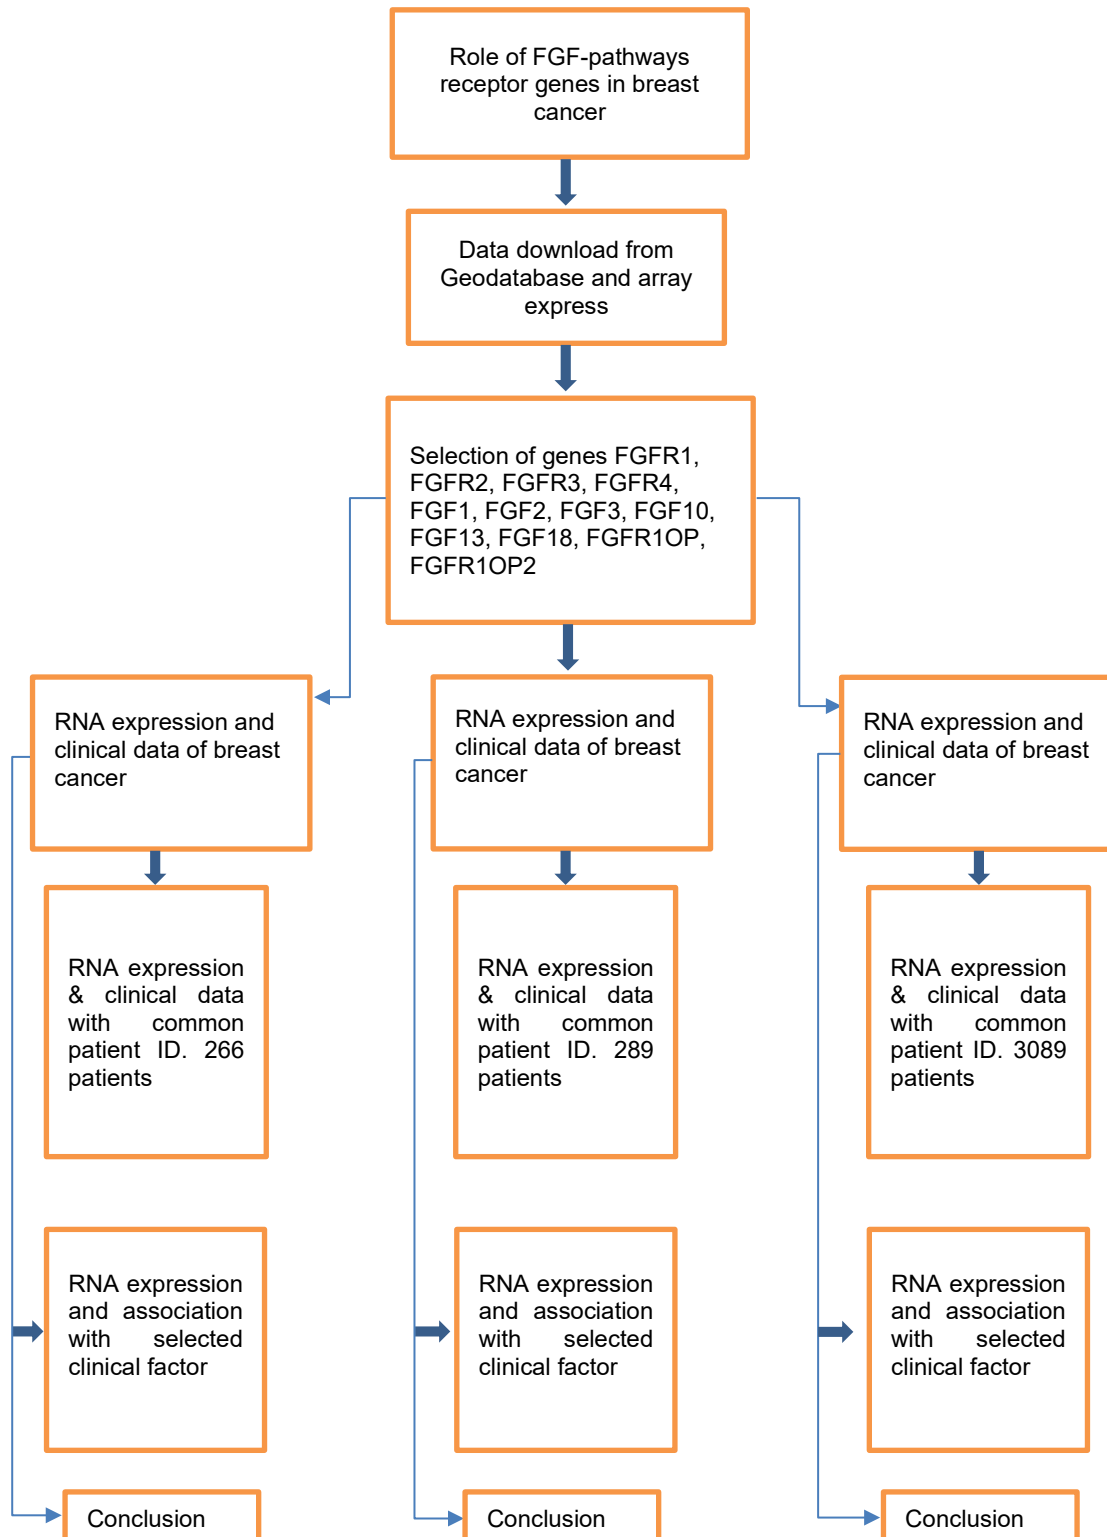 Role of FGF-pathways
receptor genes in breast
cancer
Data download from
Geodatabase and array
express
Selection of genes FGFR1,
FGFR2, FGFR3, FGFR4,
FGF1, FGF2, FGF3, FGF10,
FGF13, FGF18, FGFR1OP,
FGFR1OP2
RNA expression and
clinical data of breast
cancer
RNA expression and
clinical data of breast
cancer
RNA expression and
clinical data of breast
cancer
RNA expression
& clinical data
with common
patient ID. 266
patients
RNA expression
& clinical data
with common
patient ID. 289
patients
RNA expression
& clinical data
with common
patient ID. 3089
patients
RNA expression
and association
with selected
clinical factor
RNA expression
and association
with selected
clinical factor
RNA expression
and association
with selected
clinical factor
Conclusion
Conclusion
Conclusion